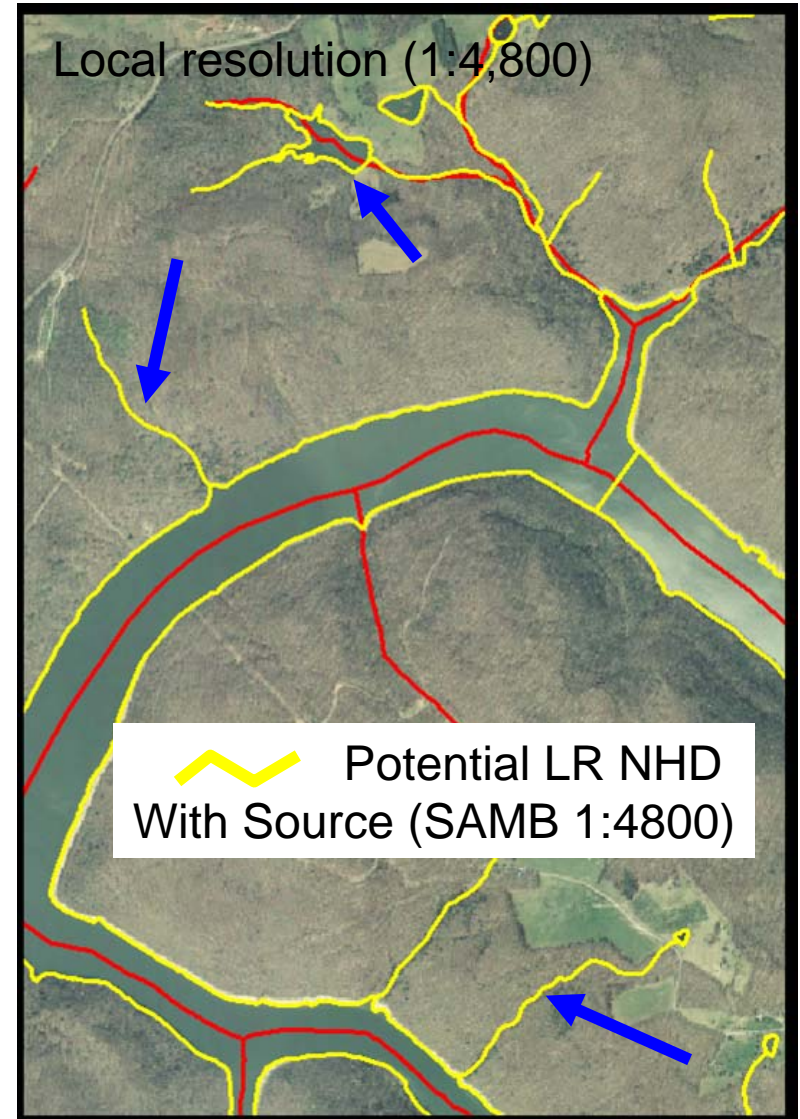 Local resolution (1:4,800)
Potential LR NHD
With Source (SAMB 1:4800)